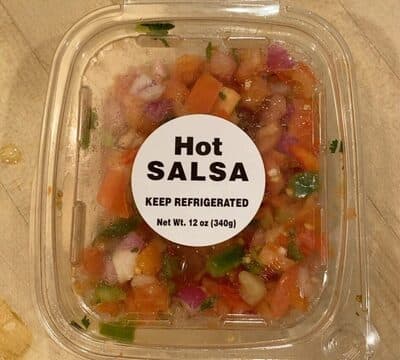 Hot
SALSA
KEEP REFRIGERATED
Net Wt. 12 oz (340g)